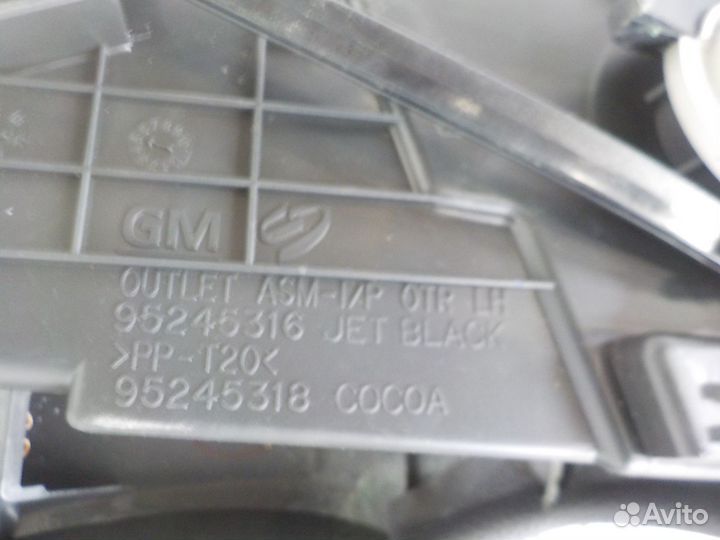 GM
OUTLET ASM-I/P OTR LH
95245316 JET BLACK
>PP-T20<
95245318 COCOA
Avito